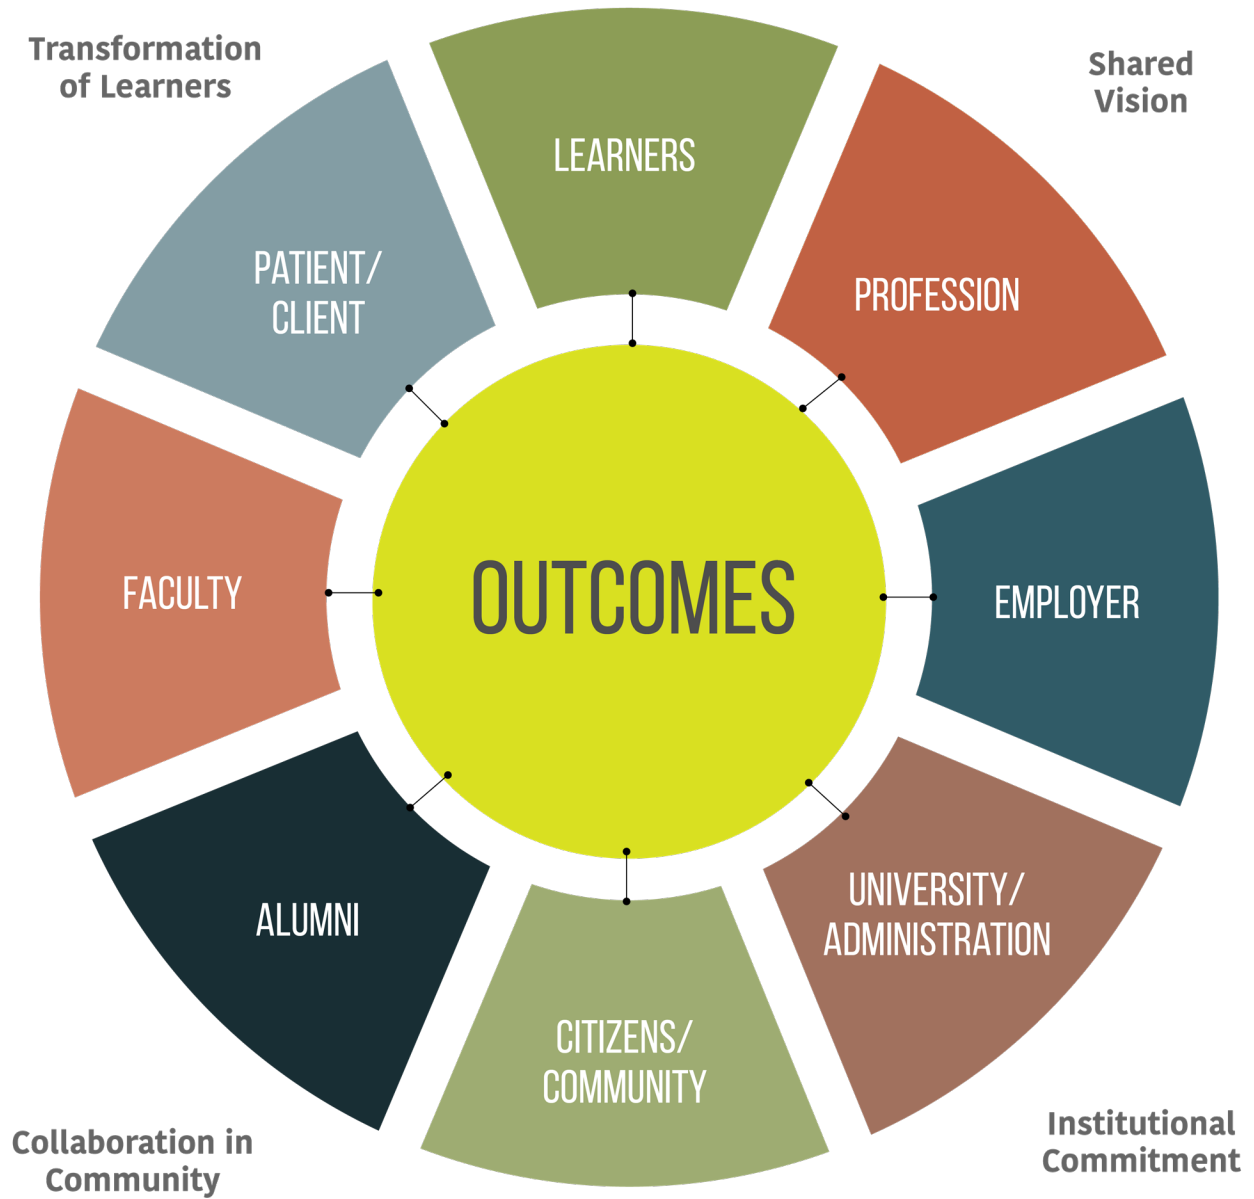 Transformation
of Learners
Shared
Vision
LEARNERS
PROFESSION
PATIENT/
CLIENT
EMPLOYER
FACULTY
OUTCOMES
UNIVERSITY/
ADMINISTRATION
ALUMNI
CITIZENS/
COMMUNITY
Collaboration in
Community
Institutional
Commitment